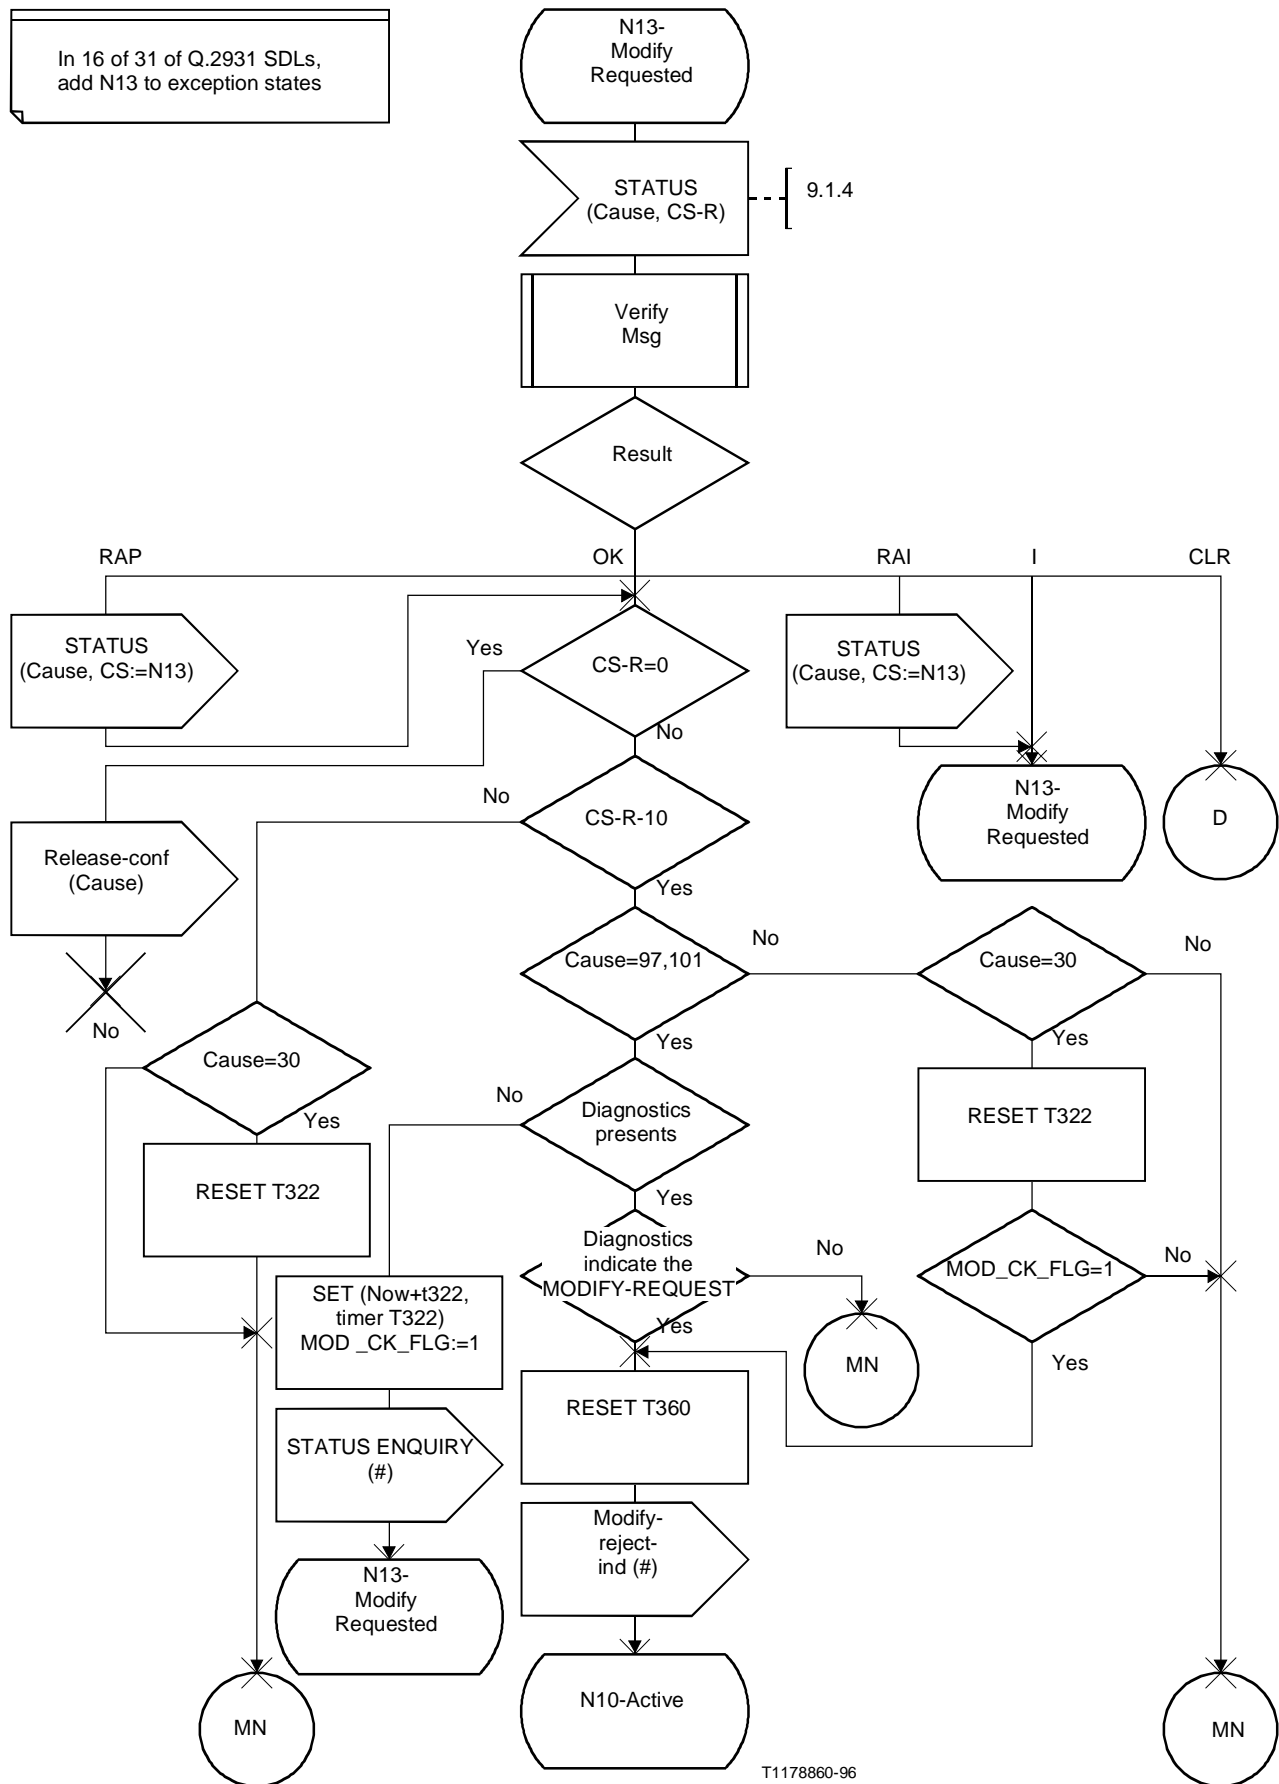 In 16 of 31 of Q.2931 SDLs,
add N13 to exception states
N13-
Modify
Requested
STATUS
(Cause, CS-R)
9.1.4
Verify
Msg
Result
RAP
OK
RAI
I
CLR
STATUS
(Cause, CS:=N13)
Yes
CS-R=0
STATUS
(Cause, CS:=N13)
No
No
CS-R-10
N13-
Modify
Requested
D
Release-conf
(Cause)
Yes
No
Cause=97,101
No
Cause=30
No
Yes
Yes
Cause=30
Yes
No
Diagnostics
presents
RESET T322
RESET T322
Yes
Diagnostics
indicate the
MODIFY-REQUEST
No
MOD_CK_FLG=1
No
SET (Now+t322,
timer T322)
MOD _CK_FLG:=1
Yes
MN
Yes
RESET T360
STATUS ENQUIRY
(#)
Modify-
reject-
ind (#)
N13-
Modify
Requested
N10-Active
MN
MN
T1178860-96